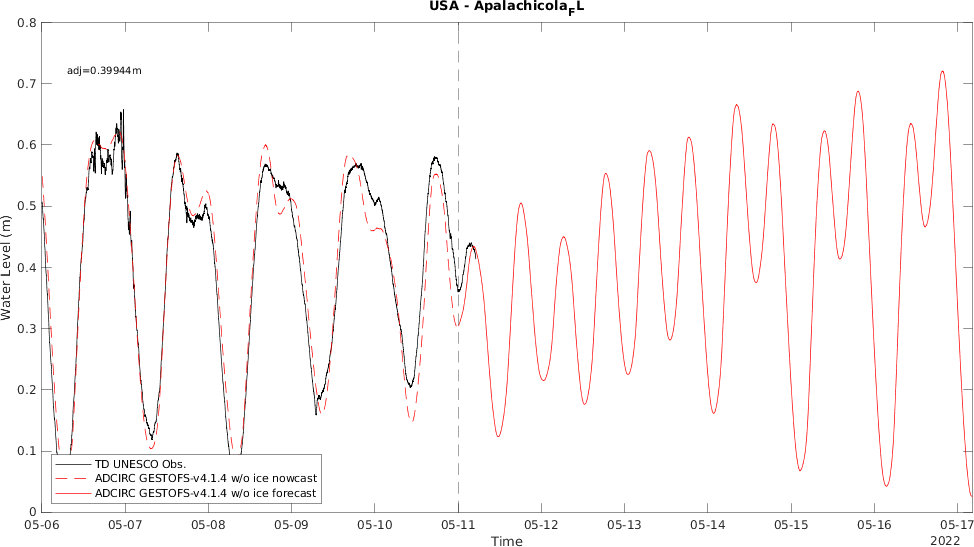 USA - ApalachicolaFL
0.8
0.7
0.6
0.5
0.4
0.3
0.2
0.1
0
Water Level (m)
adj=0.39944m
TD UNESCO Obs.
ADCIRC GESTOFS-v4.1.4 w/o ice nowcast
ADCIRC GESTOFS-v4.1.4 w/o ice forecast
05-06 05-07 05-08 05-09 05-10 05-11 05-12 05-13 05-14 05-15 05-16 05-17
Time
2022